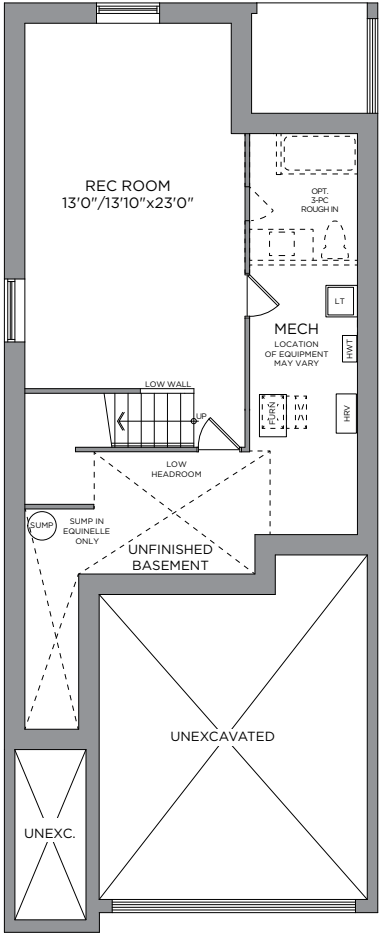 REC ROOM
13'0"/13'10"x23'0"
OPT.
3-PC
ROUGH IN
LT
MECH
LOCATION
OF EQUIPMENT
MAY VARY
HWT
LOW WALL
UP
FURN
HRV
LOW
HEADROOM
SUMP
SUMP IN
EQUINELLE
ONLY
UNFINISHED
BASEMENT
UNEXCAVATED
UNEXC.